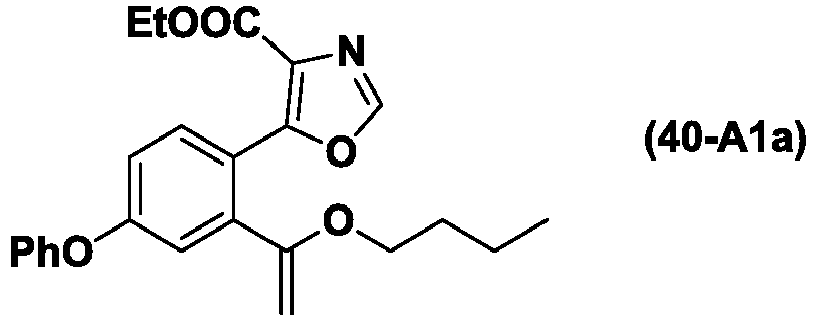 EtOOC
N
O
(40-A1a)
O
PhO